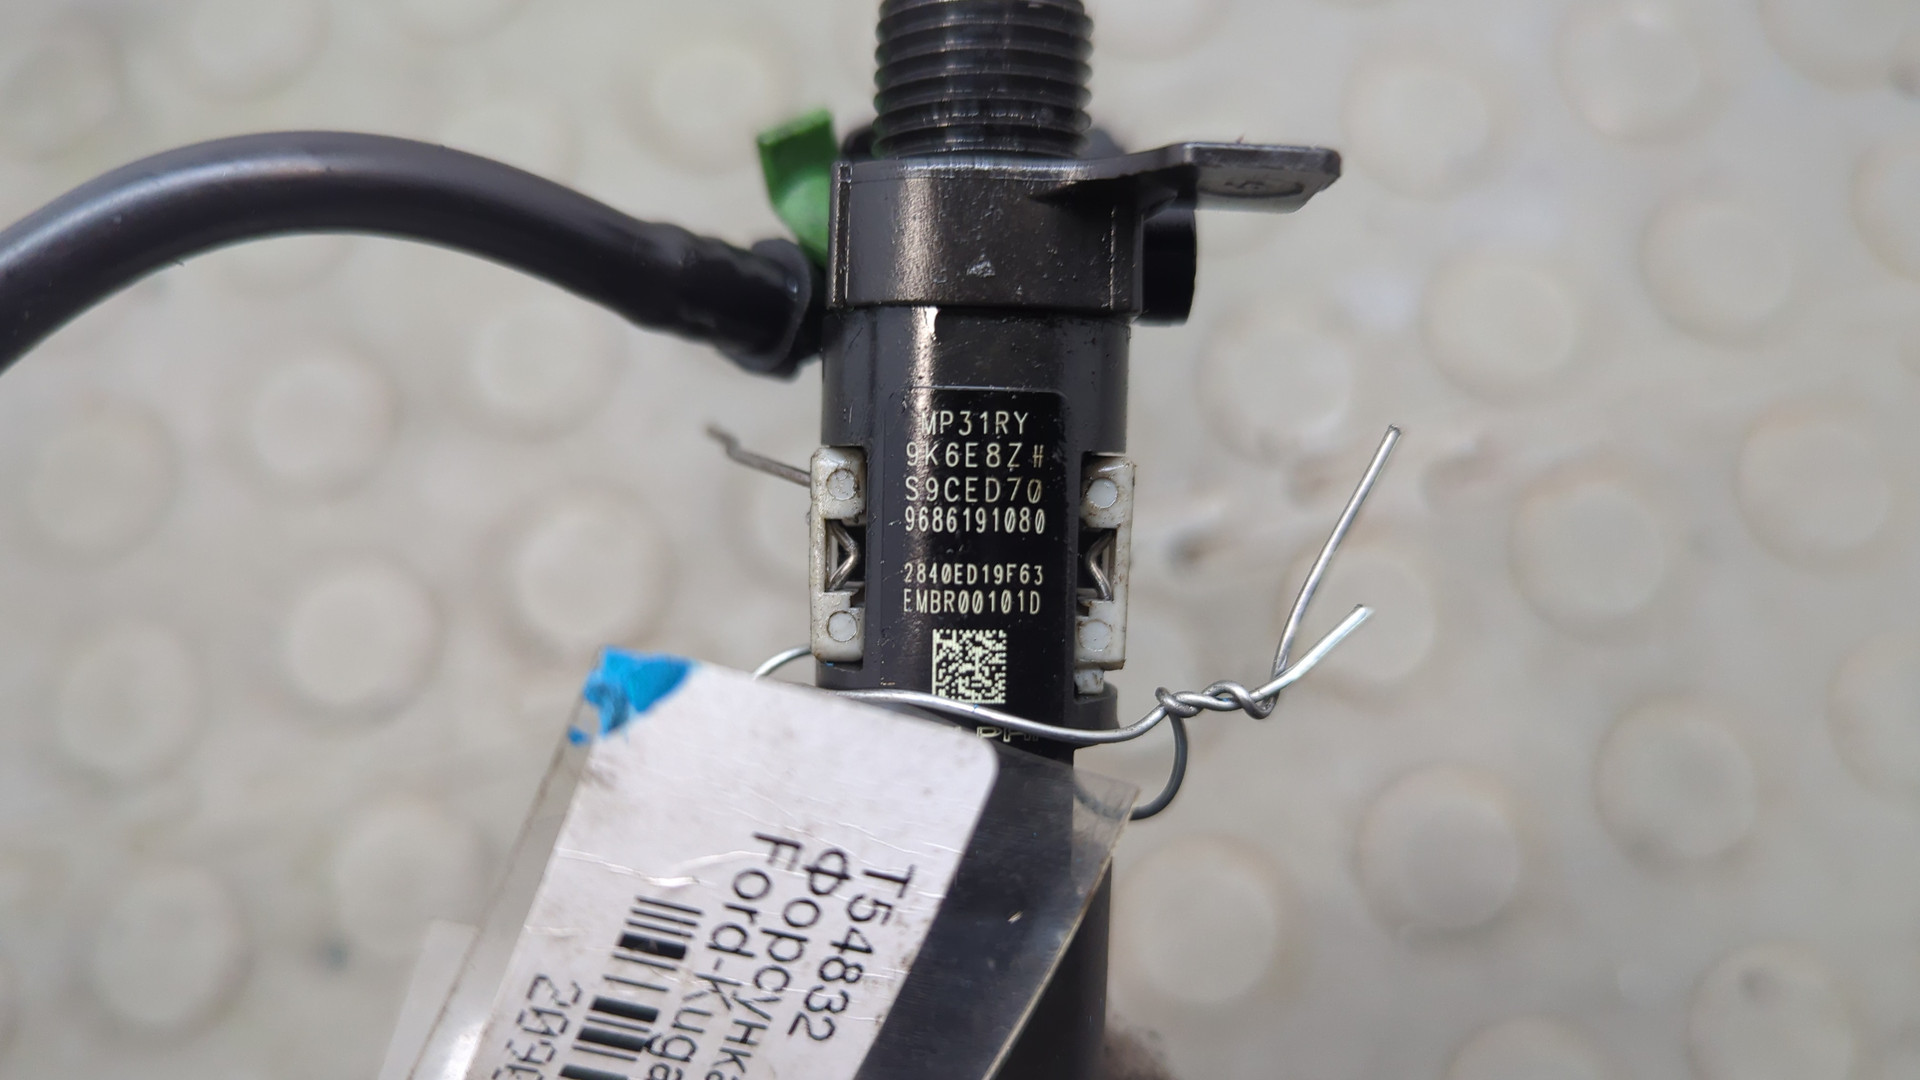 MP31RY
9K6E8Z#
S9CED70
9686191080
2840ED19F63
EMBR00101D
T54832
Форсунка
Ford-Kuga